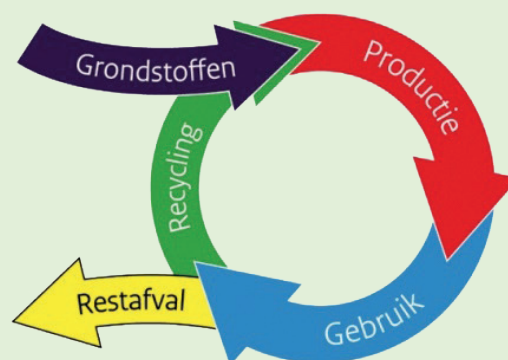 Grondstoffen
Productie
Recycling
Restafval
Gebruik